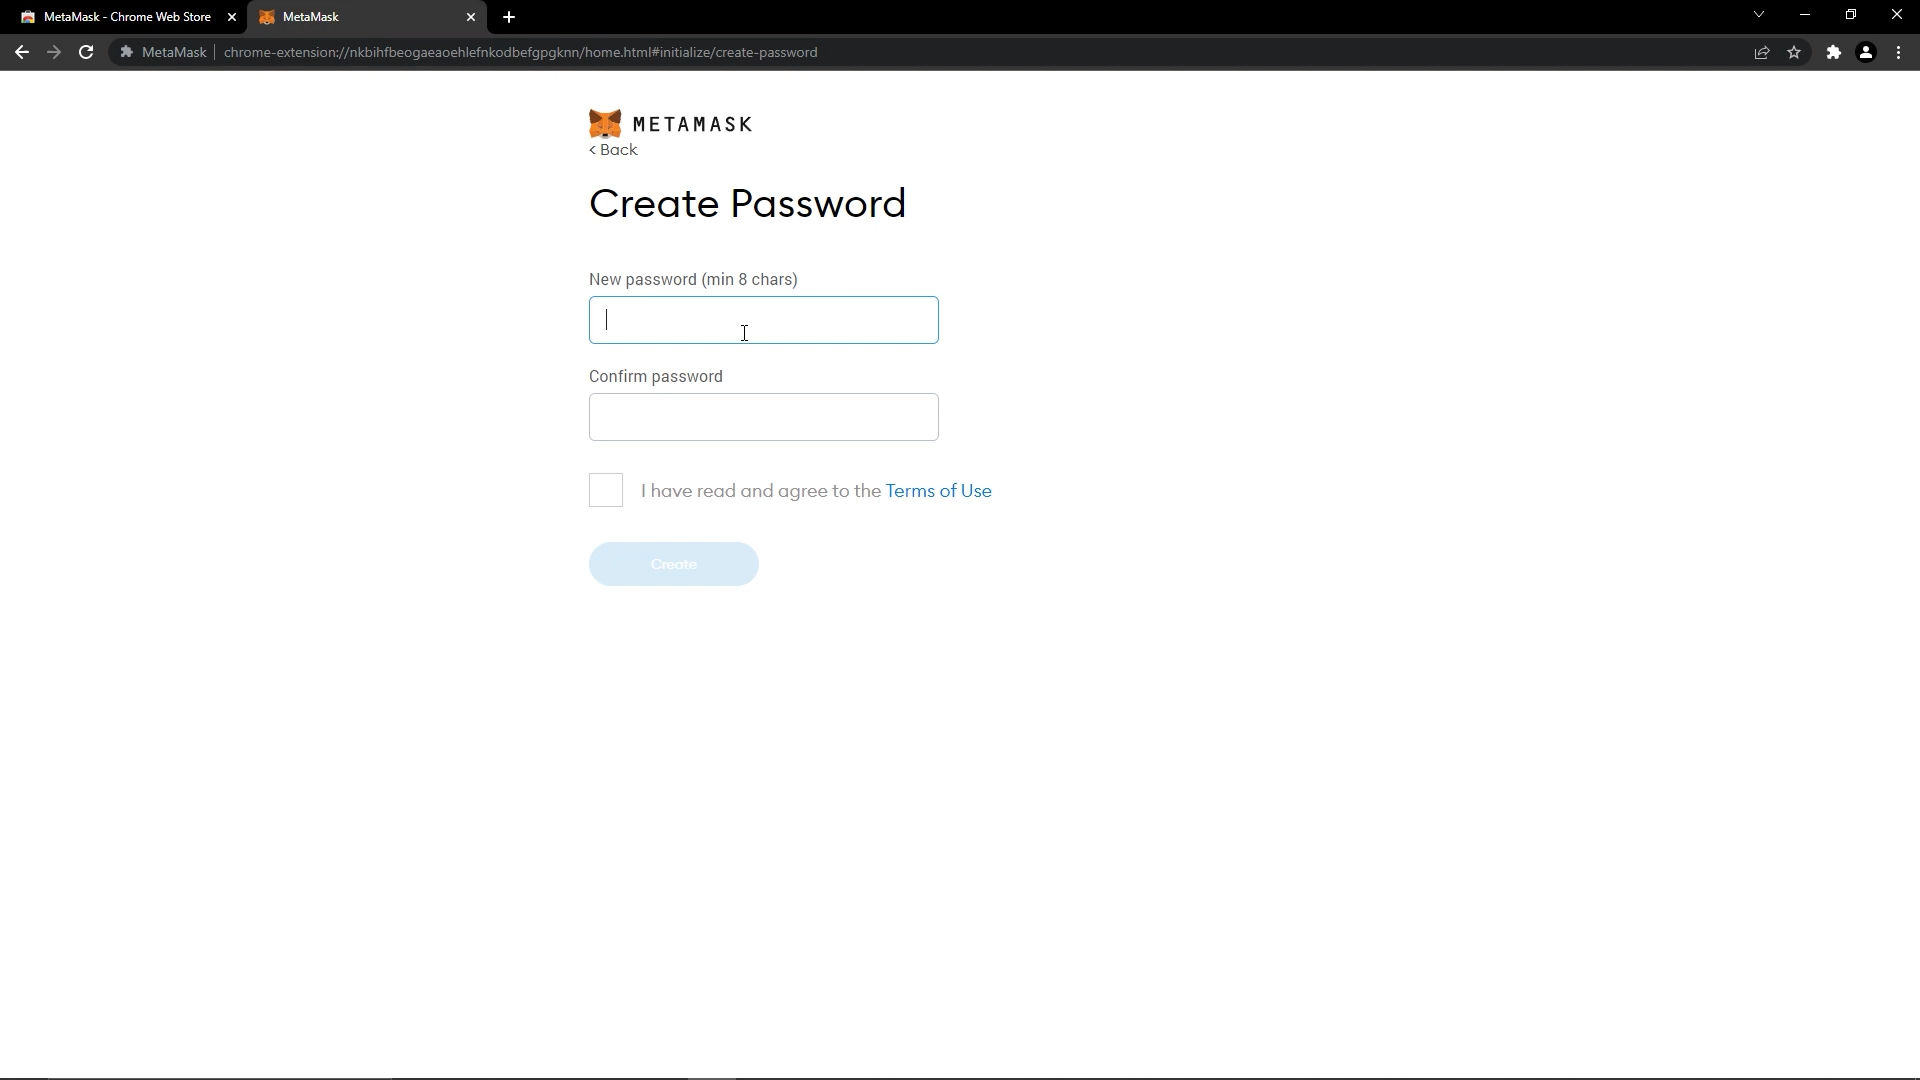 MetaMask - Chrome Web Store
MetaMask
MetaMask
chrome-extension://nkbihfbeogaeaoehlefnkodbefgpgknn/home.html#initialize/create-password
METAMASK
< Back
Create Password
New password (min 8 chars)
Confirm password
I have read and agree to the Terms of Use
Create